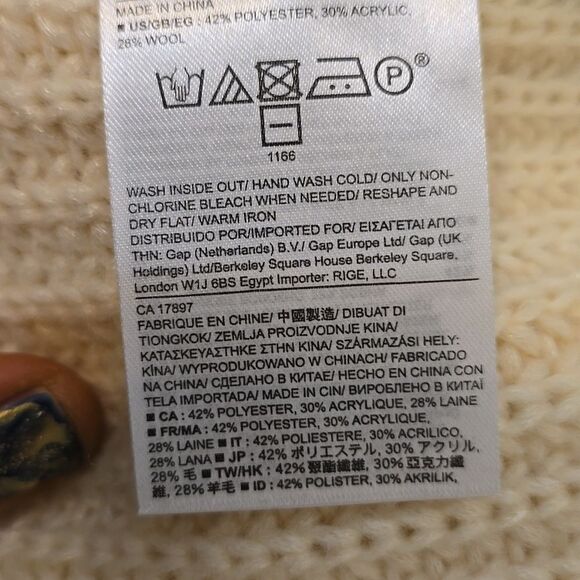 MADE IN CHINA
■ US/GB/EG : 42% POLYESTER, 30% ACRYLIC,
28% WOOL
P ®
1166
WASH INSIDE OUT/ HAND WASH COLD/ ONLY NON-
CHLORINE BLEACH WHEN NEEDED/ RESHAPE AND
DRY FLAT/ WARM IRON
DISTRIBUIDO POR/IMPORTED FOR/ ΕΙΣΑΓΕΤΑΙ ΑΠΟ
ΤΗΝ: Gap (Netherlands) B.V./ Gap Europe Ltd/ Gap (UK
Holdings) Ltd/Berkeley Square House Berkeley Square,
London W1J 6BS Egypt Importer: RIGE, LLC
CA 17897
FABRIQUE EN CHINE/ 中國製造/ DIBUAT DI
TIONGKOK/ ZEMLJA PROIZVODNJE KINA/
ΚΑΤΑΣΚΕΥΑΣΤΗΚΕ ΣΤΗΝ ΚΙΝΑ/ SZÁRMAZÁSI HELY:
KÍNA/ WYPRODUKOWANO W CHINACH/ FABRICADO
NA CHINA/ СДЕЛАНО В КИТАЕ/ HECHO EN CHINA CON
TELA IMPORTADA/ MADE IN CIN/ ВИРОБЛЕНО В КИТАЇ
■ CA : 42% POLYESTER, 30% ACRYLIQUE, 28% LAINE
■ FR/MA : 42% POLYESTER, 30% ACRYLIQUE,
28% LAINE ■ IT : 42% POLIESTERE, 30% ACRILICO,
28% LANA ■ JP : 42% ポリエステル, 30% アクリル,
28% 毛 ■ TW/HK : 42% 聚酯纖維, 30% 亞克力纖
維, 28% 羊毛 ■ ID : 42% POLISTER, 30% AKRILIK,